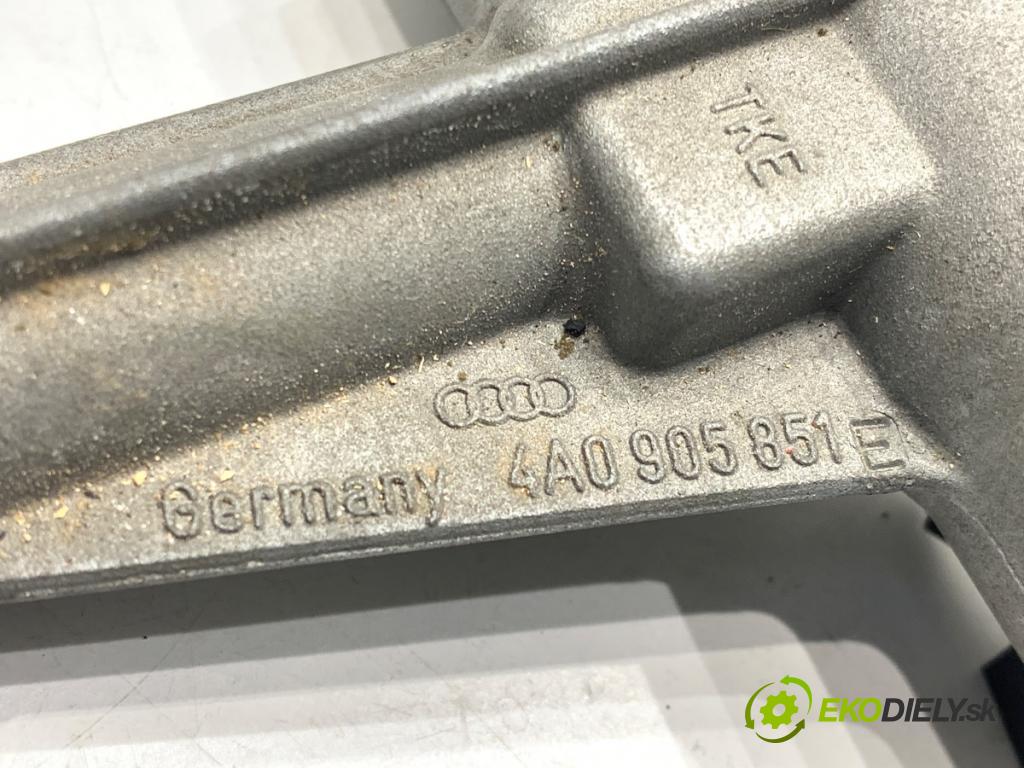 TKE
Germany 4A0 905 851 E
EKODIELY.sk